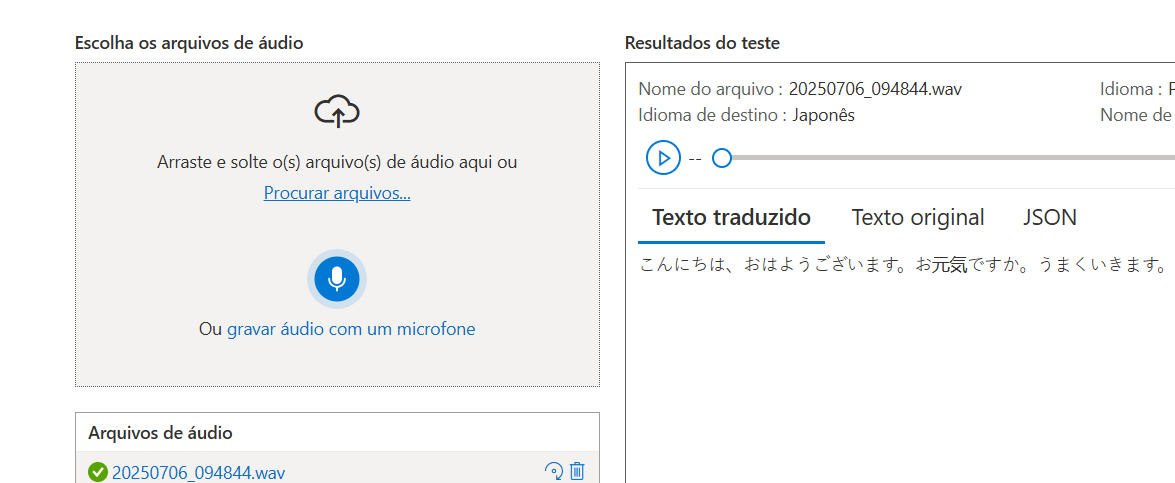 Escolha os arquivos de áudio
Arraste e solte o(s) arquivo(s) de áudio aqui ou
Procurar arquivos...
Ou gravar áudio com um microfone
Arquivos de áudio
20250706_094844.wav
Resultados do teste
Nome do arquivo : 20250706_094844.wav
Idioma :
Idioma de destino : Japonês
Nome de
--
Texto traduzido
Texto original
JSON
こんにちは、おはようございます。お元気ですか。うまくいきます。